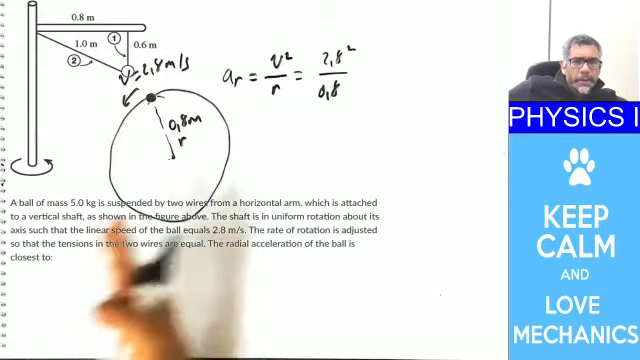 0.8 m
1.0 m
1
0.6 m
2
v = 2,8 m/s
ar = v² / r = 2,8² / 0,8
0,8m
r
A ball of mass 5.0 kg is suspended by two wires from a horizontal arm, which is attached
to a vertical shaft, as shown in the figure above. The shaft is in uniform rotation about its
axis such that the linear speed of the ball equals 2.8 m/s. The rate of rotation is adjusted
so that the tensions in the two wires are equal. The radial acceleration of the ball is
closest to:
PHYSICS I
KEEP
CALM
AND
LOVE
MECHANICS